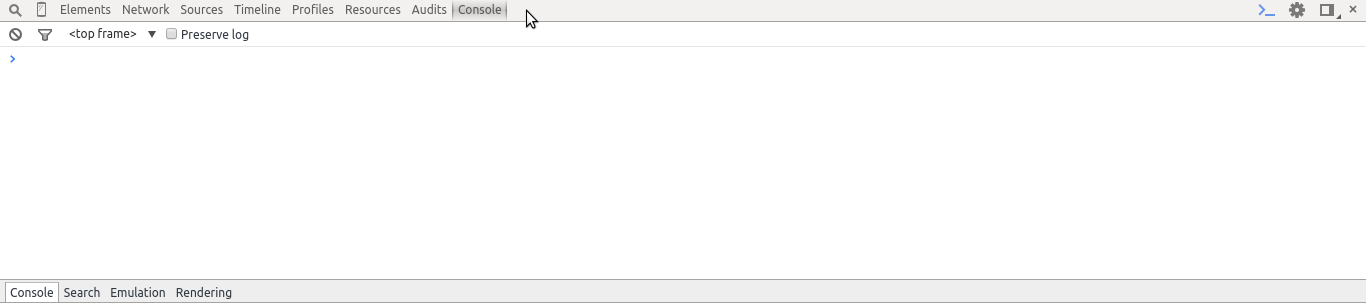 Elements Network Sources Timeline Profiles Resources Audits Console
<top frame> Preserve log
Console Search Emulation Rendering